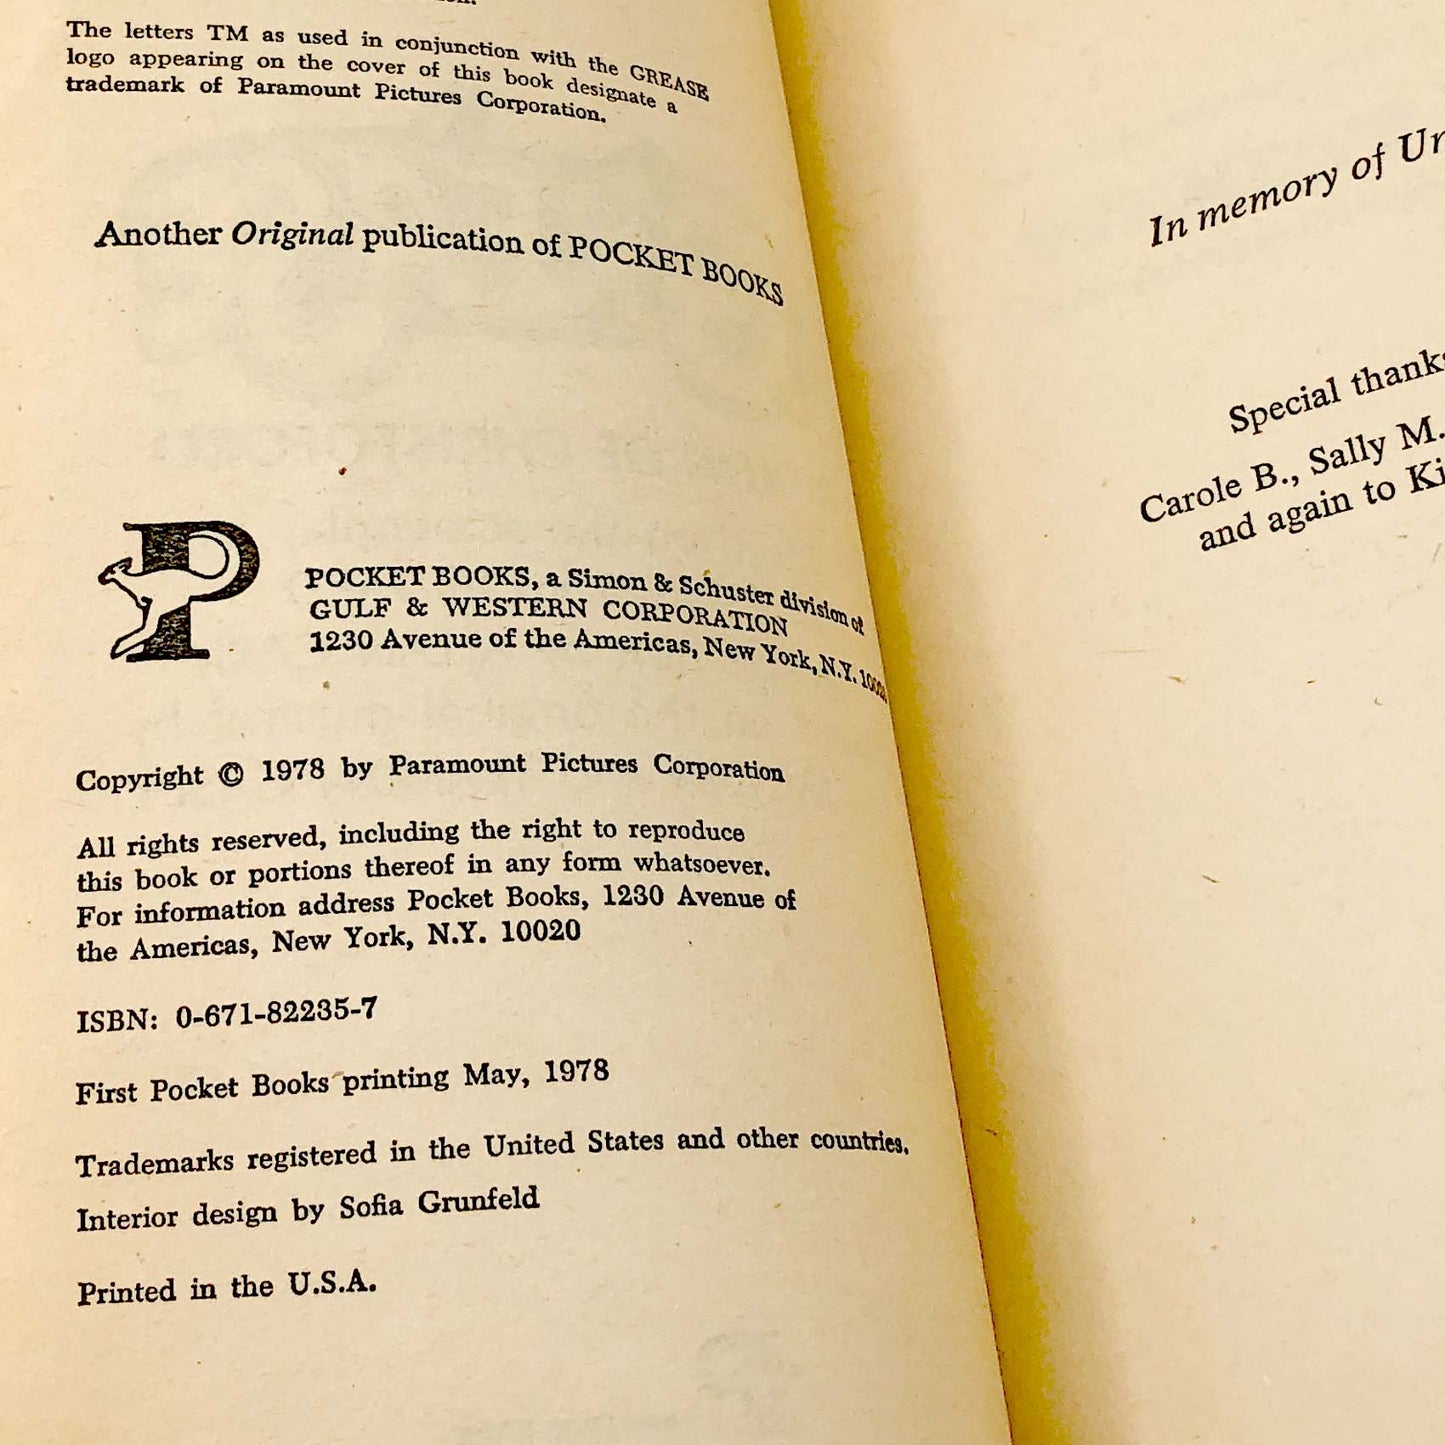 The letters TM as used in conjunction with the GREASE
logo appearing on the cover of this book designate a
trademark of Paramount Pictures Corporation.
Another Original publication of POCKET BOOKS
P
POCKET BOOKS, a Simon & Schuster division of
GULF & WESTERN CORPORATION
1230 Avenue of the Americas, New York, N.Y. 10020
Copyright © 1978 by Paramount Pictures Corporation
All rights reserved, including the right to reproduce
this book or portions thereof in any form whatsoever.
For information address Pocket Books, 1230 Avenue of
the Americas, New York, N.Y. 10020
ISBN: 0-671-82235-7
First Pocket Books printing May, 1978
Trademarks registered in the United States and other countries.
Interior design by Sofia Grunfeld
Printed in the U.S.A.
In memory of
Special thanks
Carole B., Sally M.
and again to